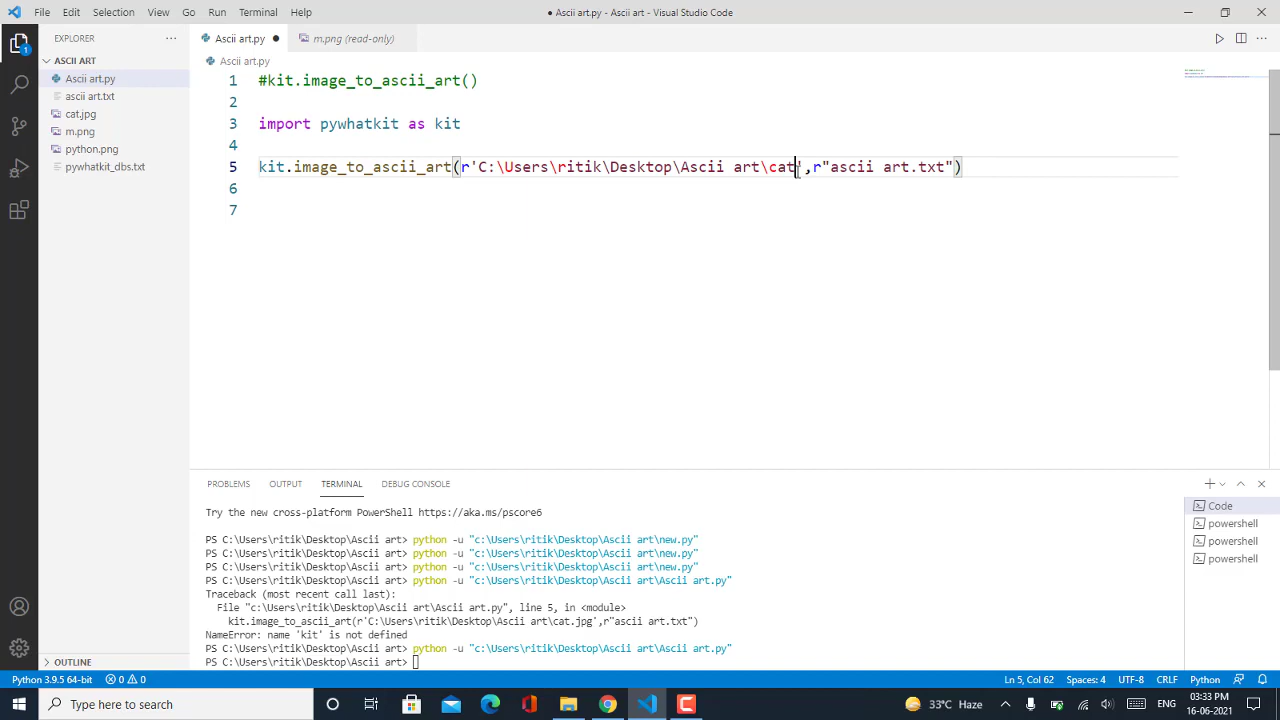 File Edit Selection View Go Run Terminal Help ● Ascii art.py - Ascii art - Visual Studio Code
EXPLORER ···
Ascii art.py ●
m.png (read-only)
1
ASCII ART
Ascii art.py
ascii art.txt
cat.jpg
m.png
python.png
pywhatkit_dbs.txt
OUTLINE
Ascii art.py
1 #kit.image_to_ascii_art()
2
3 import pywhatkit as kit
4
5 kit.image_to_ascii_art(r'C:\Users\ritik\Desktop\Ascii art\cat',r"ascii art.txt")
6
7
PROBLEMS OUTPUT TERMINAL DEBUG CONSOLE
Try the new cross-platform PowerShell https://aka.ms/pscore6
PS C:\Users\ritik\Desktop\Ascii art> python -u "c:\Users\ritik\Desktop\Ascii art\new.py"
PS C:\Users\ritik\Desktop\Ascii art> python -u "c:\Users\ritik\Desktop\Ascii art\new.py"
PS C:\Users\ritik\Desktop\Ascii art> python -u "c:\Users\ritik\Desktop\Ascii art\new.py"
PS C:\Users\ritik\Desktop\Ascii art> python -u "c:\Users\ritik\Desktop\Ascii art\Ascii art.py"
Traceback (most recent call last):
File "c:\Users\ritik\Desktop\Ascii art\Ascii art.py", line 5, in <module>
kit.image_to_ascii_art(r'C:\Users\ritik\Desktop\Ascii art\cat.jpg',r"ascii art.txt")
NameError: name 'kit' is not defined
PS C:\Users\ritik\Desktop\Ascii art> python -u "c:\Users\ritik\Desktop\Ascii art\Ascii art.py"
PS C:\Users\ritik\Desktop\Ascii art>
Code
powershell
powershell
powershell
Python 3.9.5 64-bit 0 0 Ln 5, Col 62 Spaces: 4 UTF-8 CRLF Python
Type here to search
33°C Haze
ENG
03:33 PM
16-06-2021